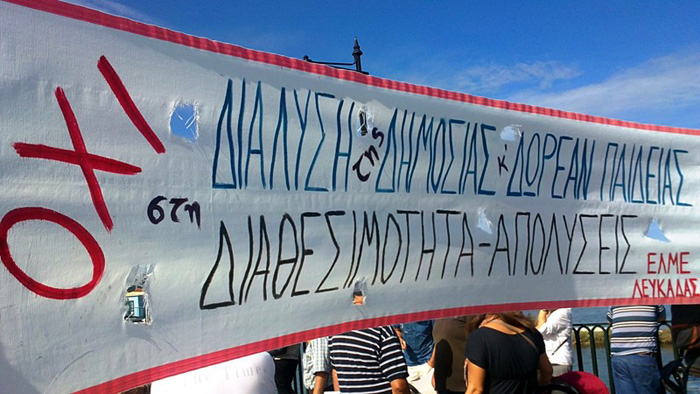 ΟΧΙ
στη
ΔΙΑΛΥΣΗ της ΔΗΜΟΣΙΑΣ κ ΔΩΡΕΑΝ ΠΑΙΔΕΙΑΣ
ΔΙΑΘΕΣΙΜΟΤΗΤΑ-ΑΠΟΛΥΣΕΙΣ
ΕΛΜΕ
ΛΕΥΚΑΔΑΣ